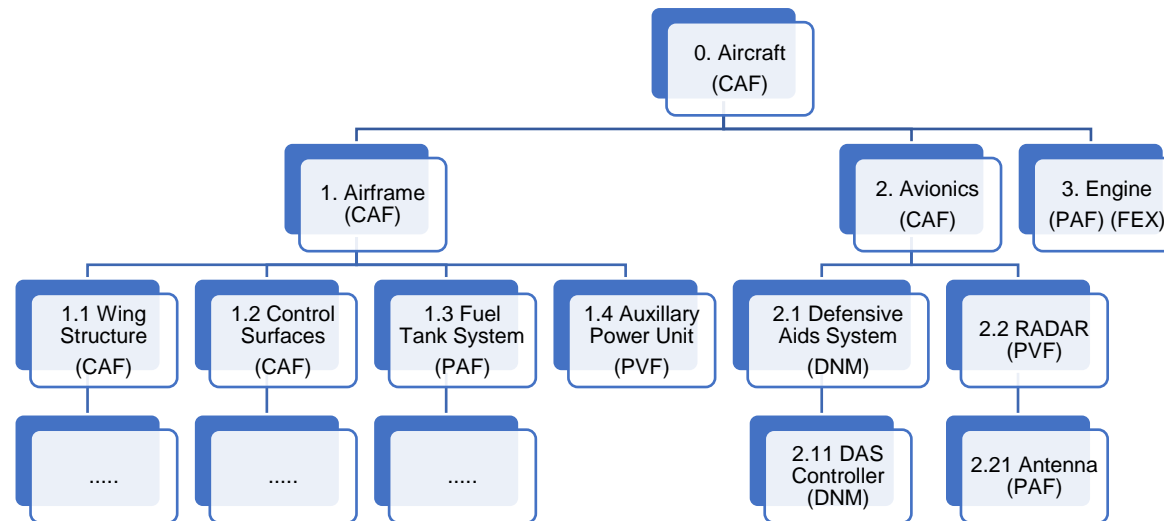 0. Aircraft
(CAF)
1. Airframe
(CAF)
2. Avionics
(CAF)
3. Engine
(PAF) (FEX)
1.1 Wing
Structure
(CAF)
1.2 Control
Surfaces
(CAF)
1.3 Fuel
Tank System
(PAF)
1.4 Auxillary
Power Unit
(PVF)
2.1 Defensive
Aids System
(DNM)
2.2 RADAR
(PVF)
.....
.....
.....
2.11 DAS
Controller
(DNM)
2.21 Antenna
(PAF)